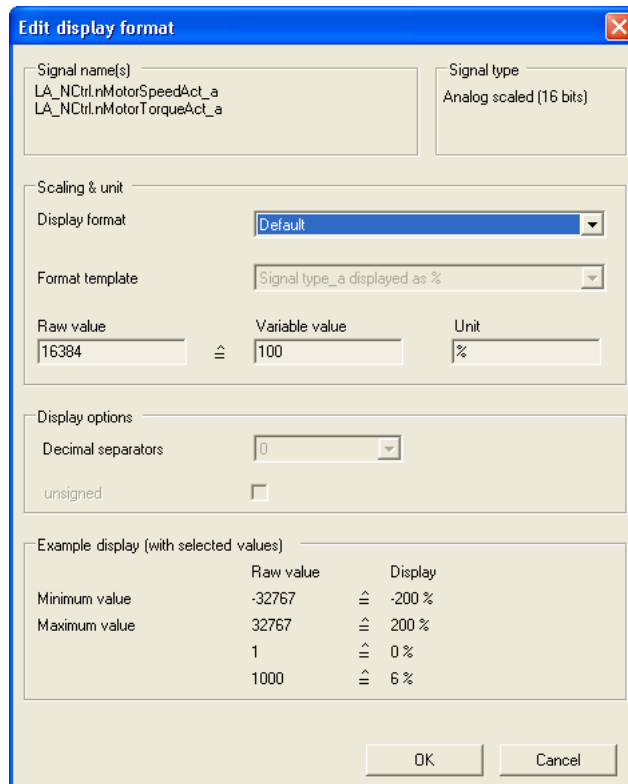 Edit display format
Signal name(s)
LA_NCtrl.nMotorSpeedAct_a
LA_NCtrl.nMotorTorqueAct_a
Signal type
Analog scaled (16 bits)
Scaling & unit
Display format
Default
Format template
Signal type_a displayed as %
Raw value Variable value Unit
16384 ≙ 100 %
Display options
Decimal separators 0
unsigned
Example display (with selected values)
Raw value Display
Minimum value -32767 ≙ -200 %
Maximum value 32767 ≙ 200 %
1 ≙ 0 %
1000 ≙ 6 %
OK Cancel